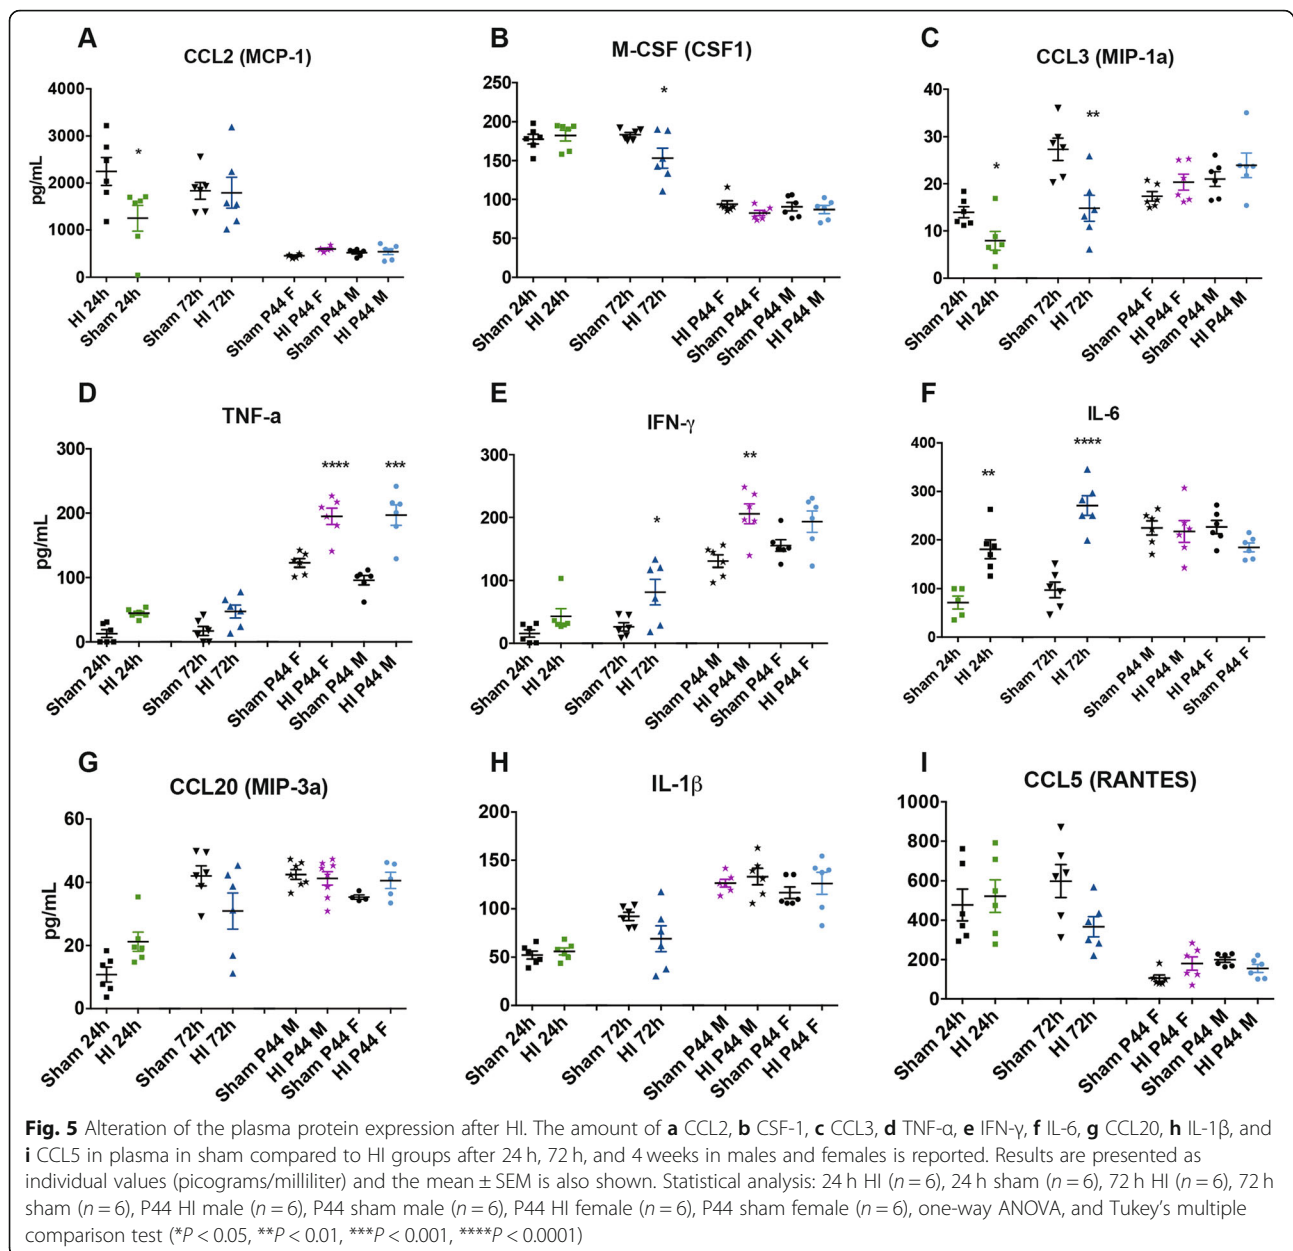 A
CCL2 (MCP-1)
pg/mL
4000
3000
2000
1000
0
*
HI 24h
Sham 24h
Sham 72h
HI 72h
Sham P44 F
HI P44 F
Sham P44 M
HI P44 M
B
M-CSF (CSF1)
250
200
150
100
50
0
*
Sham 24h
HI 24h
Sham 72h
HI 72h
HI P44 F
Sham P44 F
Sham P44 M
HI P44 M
C
CCL3 (MIP-1a)
40
30
20
10
0
*
**
Sham 24h
HI 24h
Sham 72h
HI 72h
Sham P44 F
HI P44 F
Sham P44 M
HI P44 M
D
TNF-a
pg/mL
300
200
100
0
****
***
Sham 24h
HI 24h
Sham 72h
HI 72h
Sham P44 F
HI P44 F
Sham P44 M
HI P44 M
E
IFN-γ
300
200
100
0
*
**
Sham 24h
HI 24h
Sham 72h
HI 72h
Sham P44 M
HI P44 M
Sham P44 F
HI P44 F
F
IL-6
400
300
200
100
0
**
****
Sham 24h
HI 24h
Sham 72h
HI 72h
Sham P44 M
HI P44 M
HI P44 F
Sham P44 F
G
CCL20 (MIP-3a)
pg/mL
60
40
20
0
Sham 24h
HI 24h
Sham 72h
HI 72h
Sham P44 M
HI P44 M
Sham P44 F
HI P44 F
H
IL-1β
200
150
100
50
0
Sham 24h
HI 24h
Sham 72h
HI 72h
Sham P44 M
HI P44 M
Sham P44 F
HI P44 F
I
CCL5 (RANTES)
1000
800
600
400
200
0
Sham 24h
HI 24h
Sham 72h
HI 72h
Sham P44 F
HI P44 F
Sham P44 M
HI P44 M
Fig. 5 Alteration of the plasma protein expression after HI. The amount of a CCL2, b CSF-1, c CCL3, d TNF-α, e IFN-γ, f IL-6, g CCL20, h IL-1β, and
i CCL5 in plasma in sham compared to HI groups after 24 h, 72 h, and 4 weeks in males and females is reported. Results are presented as
individual values (picograms/milliliter) and the mean ± SEM is also shown. Statistical analysis: 24 h HI (n = 6), 24 h sham (n = 6), 72 h HI (n = 6), 72 h
sham (n = 6), P44 HI male (n = 6), P44 sham male (n = 6), P44 HI female (n = 6), P44 sham female (n = 6), one-way ANOVA, and Tukey's multiple
comparison test (*P < 0.05, **P < 0.01, ***P < 0.001, ****P < 0.0001)